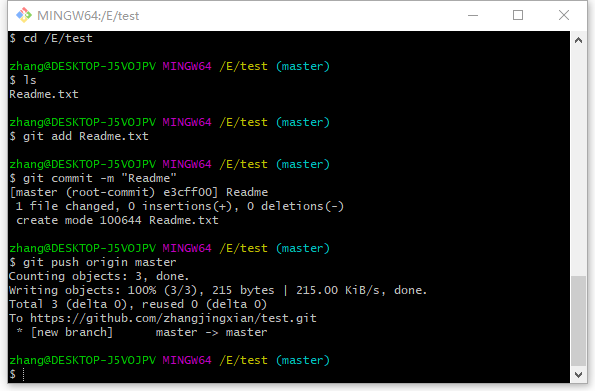 MINGW64:/E/test
$ cd /E/test
zhang@DESKTOP-J5VOJPV MINGW64 /E/test (master)
$ ls
Readme.txt
zhang@DESKTOP-J5VOJPV MINGW64 /E/test (master)
$ git add Readme.txt
zhang@DESKTOP-J5VOJPV MINGW64 /E/test (master)
$ git commit -m "Readme"
[master (root-commit) e3cff00] Readme
 1 file changed, 0 insertions(+), 0 deletions(-)
 create mode 100644 Readme.txt
zhang@DESKTOP-J5VOJPV MINGW64 /E/test (master)
$ git push origin master
Counting objects: 3, done.
Writing objects: 100% (3/3), 215 bytes | 215.00 KiB/s, done.
Total 3 (delta 0), reused 0 (delta 0)
To https://github.com/zhangjingxian/test.git
 * [new branch]      master -> master
zhang@DESKTOP-J5VOJPV MINGW64 /E/test (master)
$